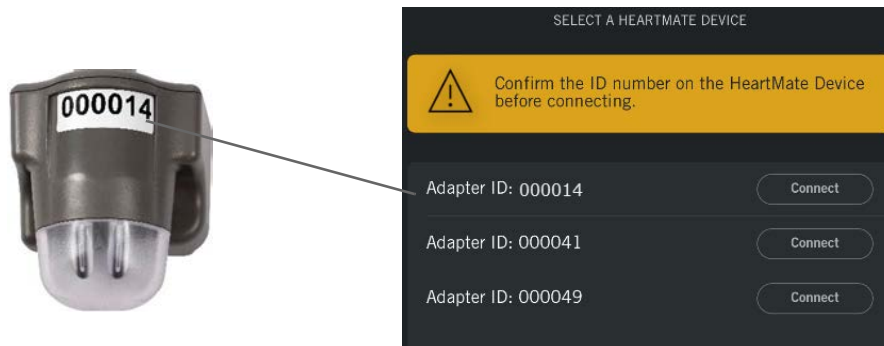 000014
SELECT A HEARTMATE DEVICE
Confirm the ID number on the HeartMate Device
before connecting.
Adapter ID: 000014 Connect
Adapter ID: 000041 Connect
Adapter ID: 000049 Connect